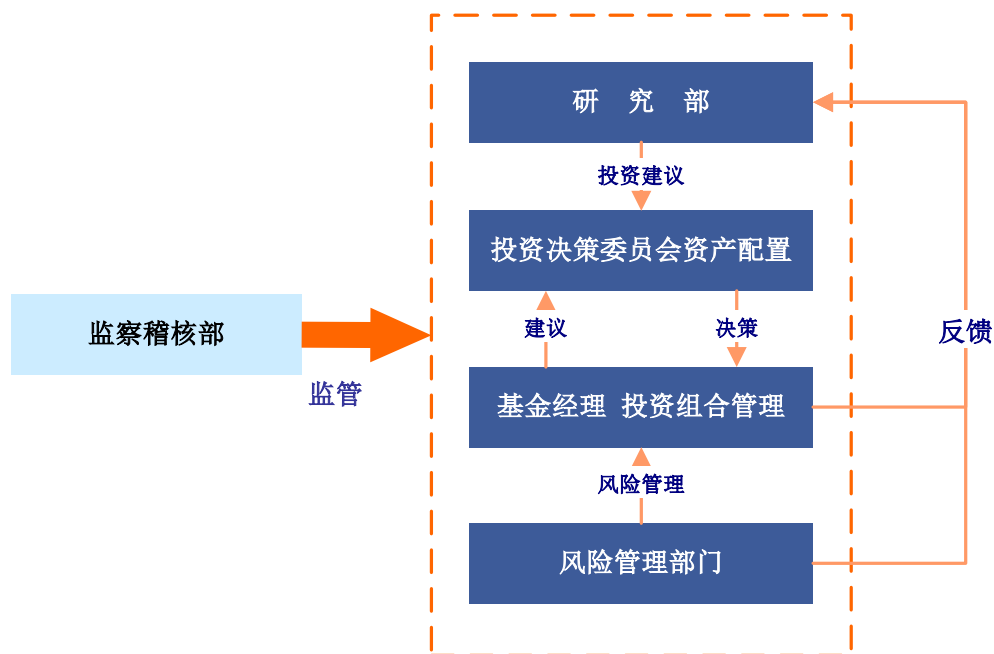 研 究 部
投资建议
投资决策委员会资产配置
建议
决策
监察稽核部
监管
反馈
基金经理 投资组合管理
风险管理
风险管理部门